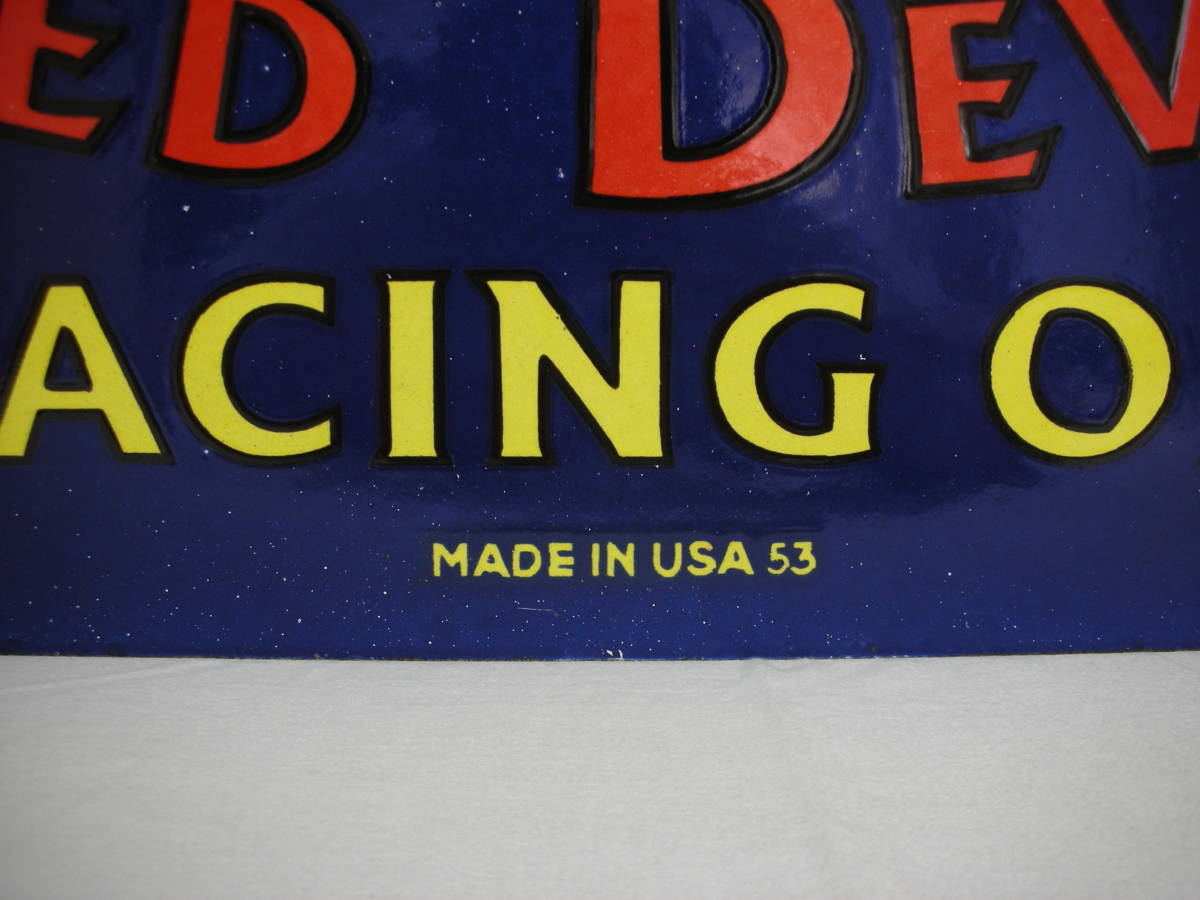 ED DEV
ACING O
MADE IN USA 53